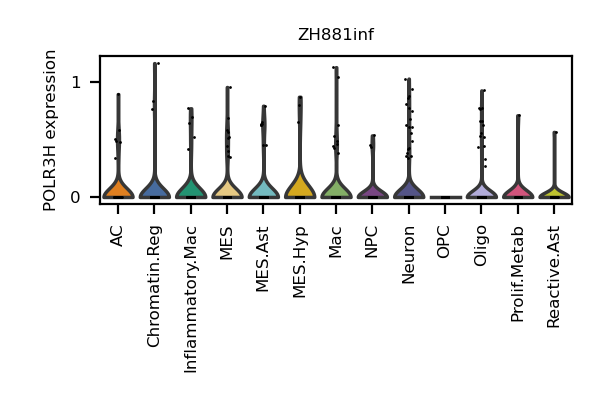 ZH881inf
POLR3H expression
1
0
AC
Chromatin.Reg
Inflammatory.Mac
MES
MES.Ast
MES.Hyp
Mac
NPC
Neuron
OPC
Oligo
Prolif.Metab
Reactive.Ast